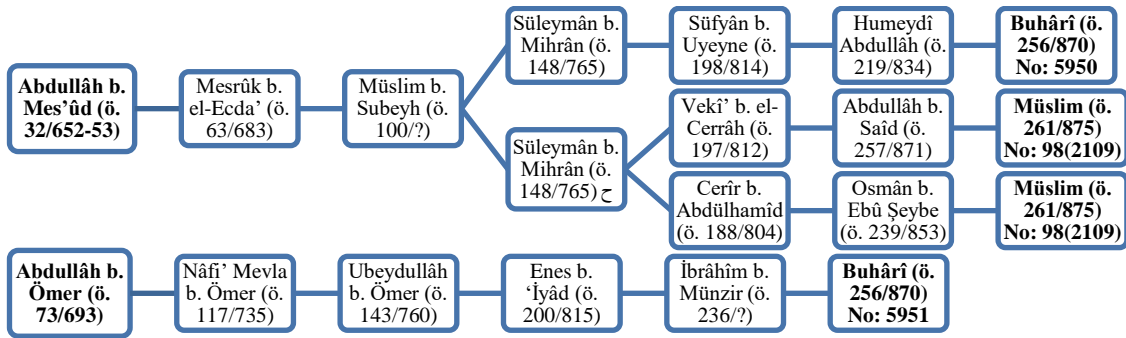 Abdullâh b.
Mes’ûd (ö.
32/652-53)
Mesrûk b.
el-Ecda’ (ö.
63/683)
Müslim b.
Subeyh (ö.
100/?)
Süleymân b.
Mihrân (ö.
148/765)
Süfyân b.
Uyeyne (ö.
198/814)
Humeydî
Abdullâh (ö.
219/834)
Buhârî (ö.
256/870)
No: 5950
Süleymân b.
Mihrân (ö.
148/765) ح
Vekî’ b. el-
Cerrâh (ö.
197/812)
Abdullâh b.
Saîd (ö.
257/871)
Müslim (ö.
261/875)
No: 98(2109)
Cerîr b.
Abdülhamîd
(ö. 188/804)
Osmân b.
Ebû Şeybe
(ö. 239/853)
Müslim (ö.
261/875)
No: 98(2109)
Abdullâh b.
Ömer (ö.
73/693)
Nâfi’ Mevla
b. Ömer (ö.
117/735)
Ubeydullâh
b. Ömer (ö.
143/760)
Enes b.
‘İyâd (ö.
200/815)
İbrâhîm b.
Münzir (ö.
236/?)
Buhârî (ö.
256/870)
No: 5951